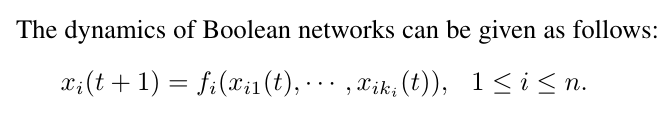 The dynamics of Boolean networks can be given as follows:
x_i(t + 1) = f_i(x_{i1}(t), ⋯ , x_{ik_i}(t)), 1 ≤ i ≤ n.